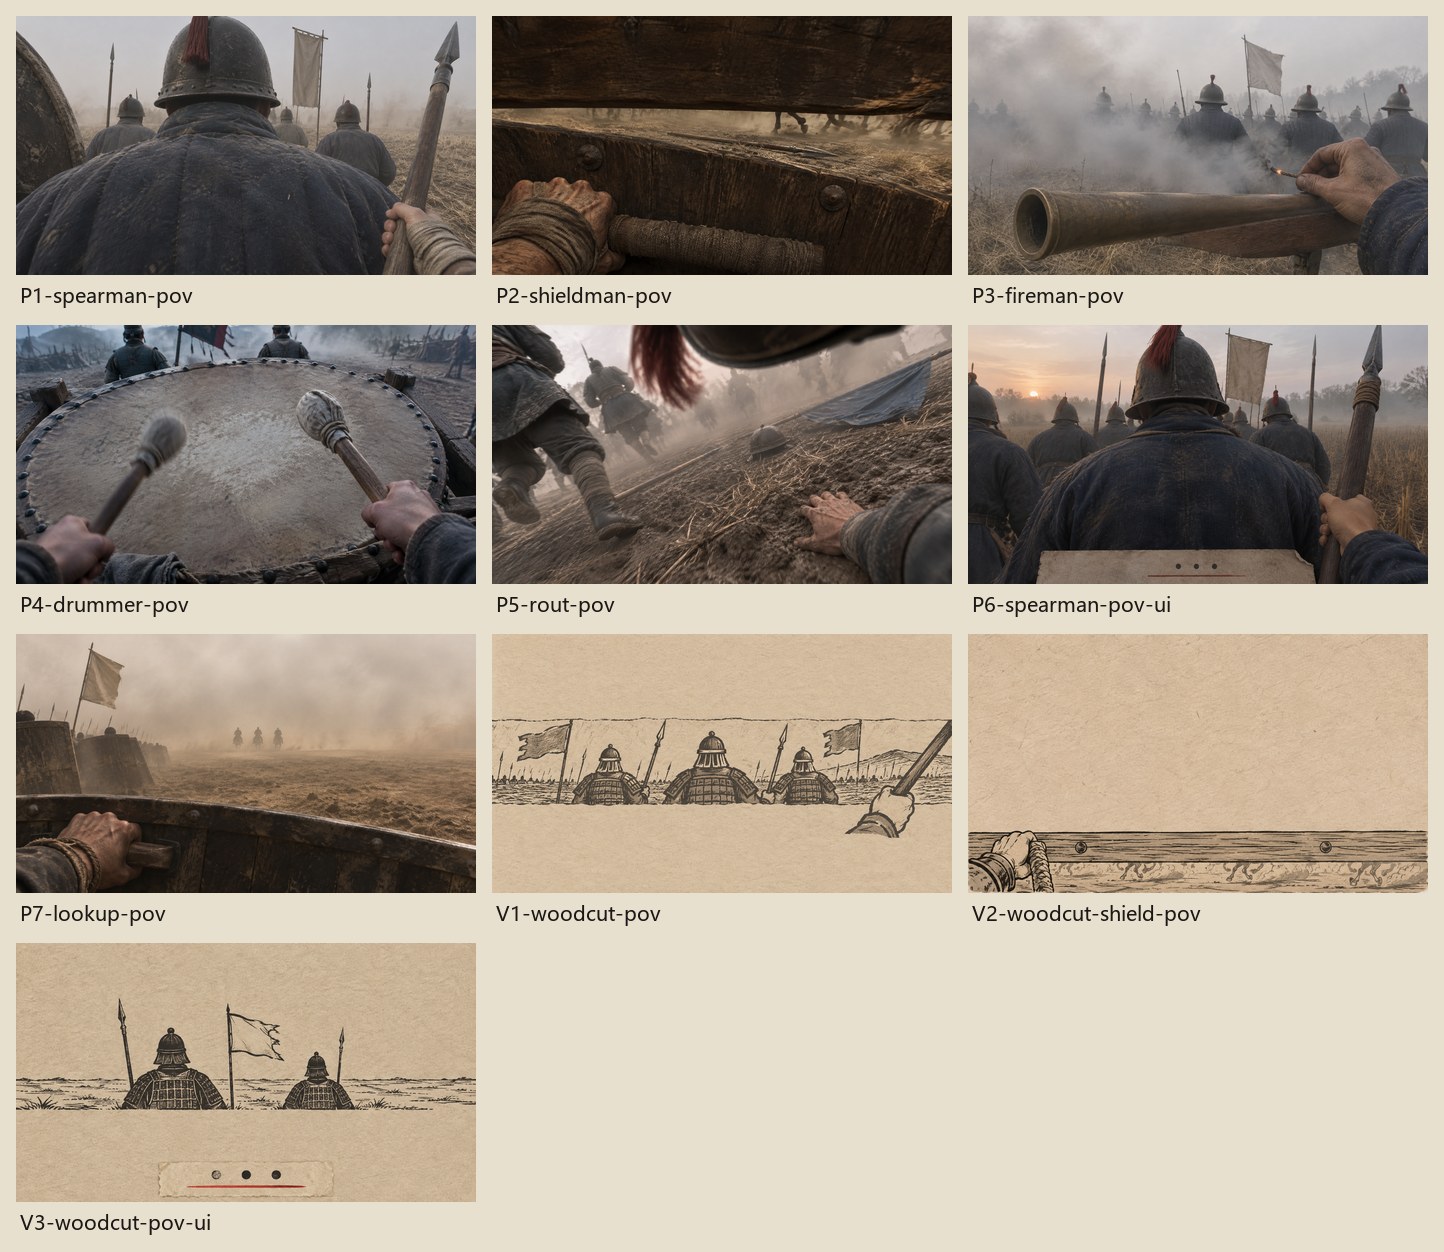 P1-spearman-pov
P2-shieldman-pov
P3-fireman-pov
P4-drummer-pov
P5-rout-pov
P6-spearman-pov-ui
P7-lookup-pov
V1-woodcut-pov
V2-woodcut-shield-pov
V3-woodcut-pov-ui